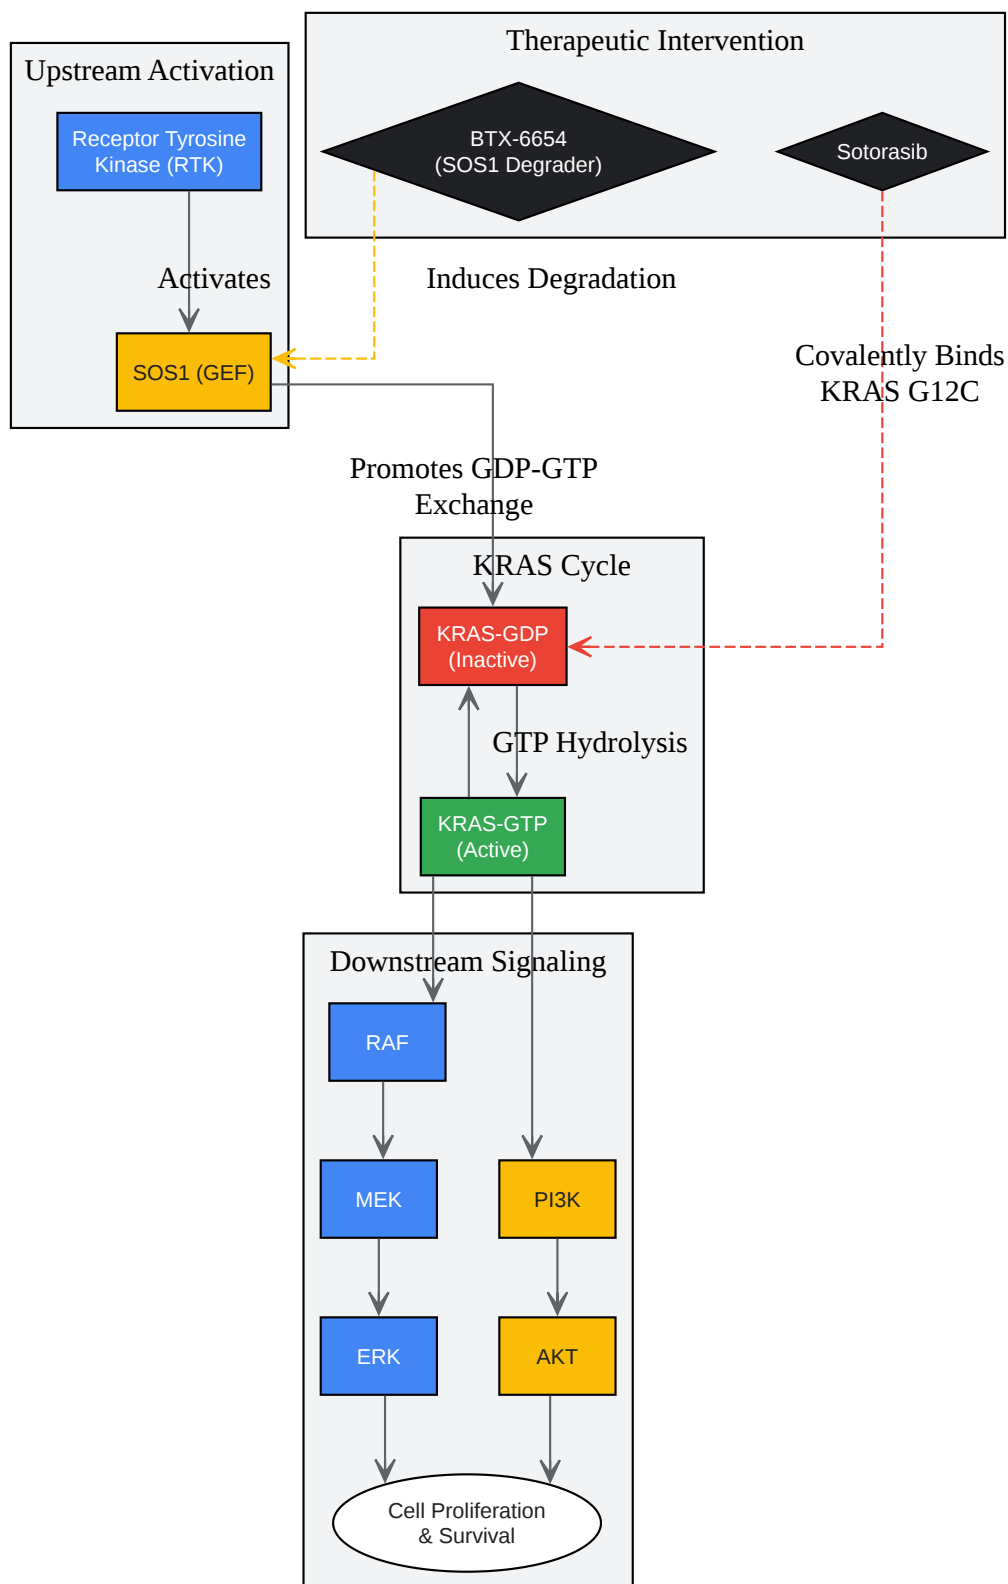 Therapeutic Intervention
Upstream Activation
Receptor Tyrosine
Kinase (RTK)
BTX-6654
(SOS1 Degrader)
Sotorasib
Activates
Induces Degradation
SOS1 (GEF)
Covalently Binds
KRAS G12C
Promotes GDP-GTP
Exchange
KRAS Cycle
KRAS-GDP
(Inactive)
GTP Hydrolysis
KRAS-GTP
(Active)
Downstream Signaling
RAF
MEK
PI3K
ERK
AKT
Cell Proliferation
& Survival